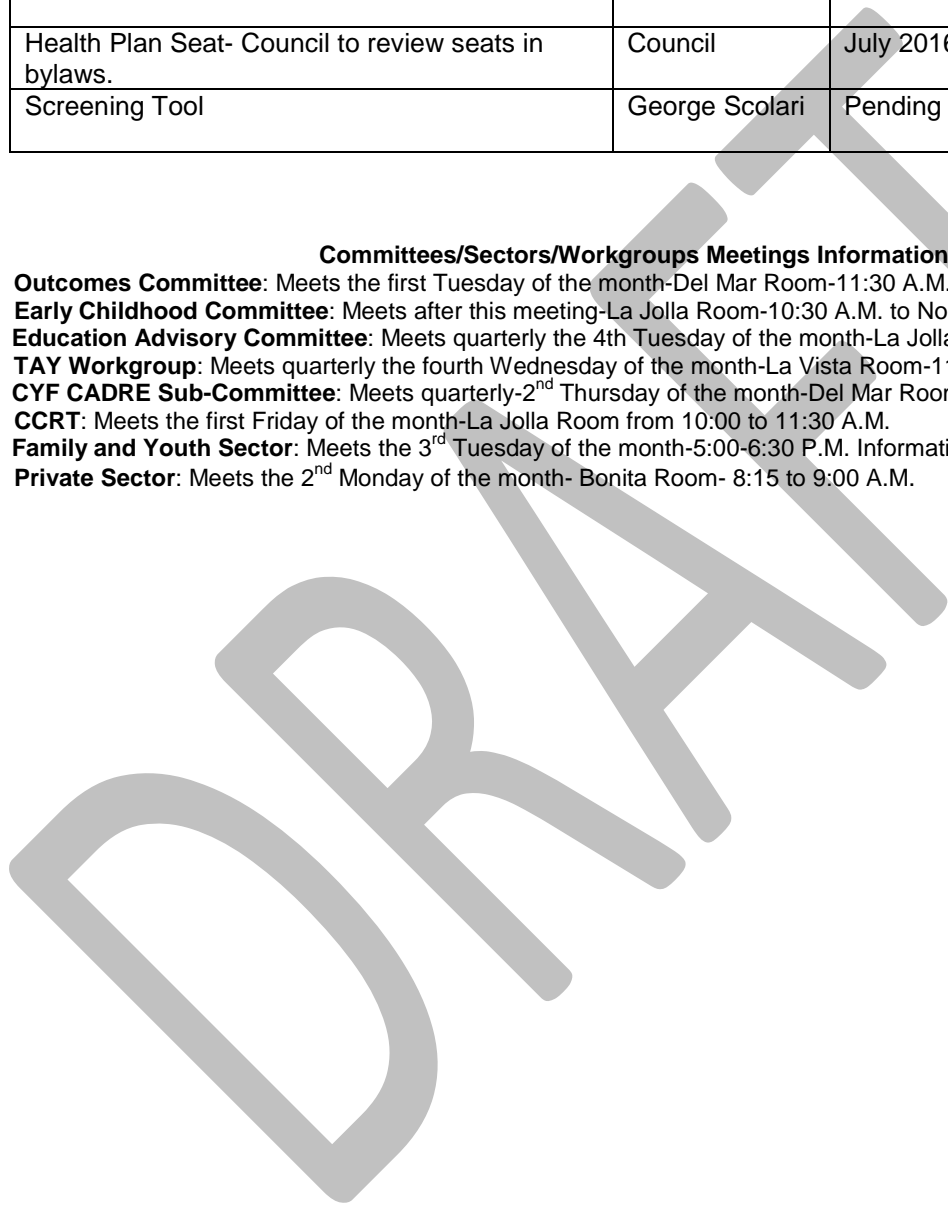 Health Plan Seat- Council to review seats in Council July 2016
bylaws.
Screening Tool George Scolari Pending
Committees/Sectors/Workgroups Meetings Information
Outcomes Committee: Meets the first Tuesday of the month-Del Mar Room-11:30 A.M.
Early Childhood Committee: Meets after this meeting-La Jolla Room-10:30 A.M. to
Education Advisory Committee: Meets quarterly the 4th Tuesday of the month-La Jolla
TAY Workgroup: Meets quarterly the fourth Wednesday of the month-La Vista Room-
CYF CADRE Sub-Committee: Meets quarterly-2nd Thursday of the month-Del Mar Room
CCRT: Meets the first Friday of the month-La Jolla Room from 10:00 to 11:30 A.M.
Family and Youth Sector: Meets the 3rd Tuesday of the month-5:00-6:30 P.M.
Private Sector: Meets the 2nd Monday of the month- Bonita Room- 8:15 to 9:00 A.M.
DRAFT